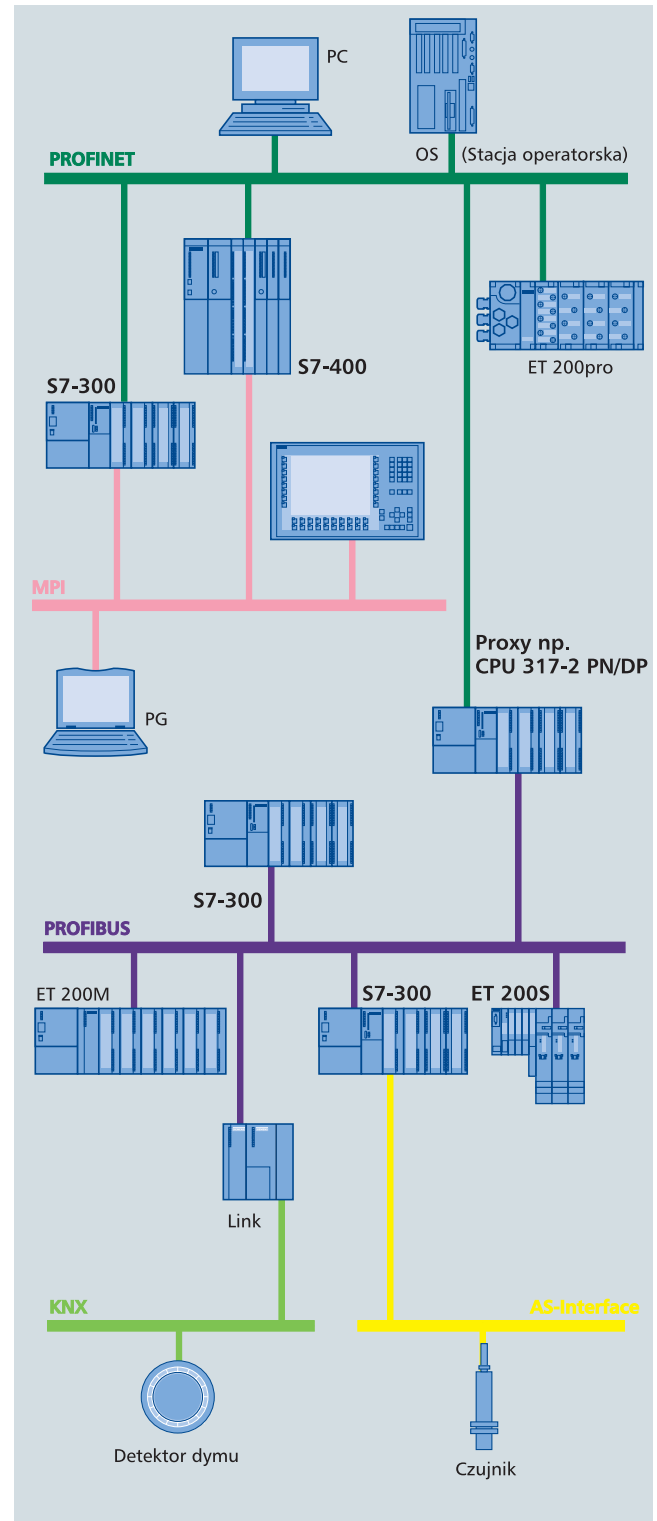 PC
OS (Stacja operatorska)
PROFINET
S7-400
ET 200pro
S7-300
MPI
Proxy np.
CPU 317-2 PN/DP
PG
S7-300
PROFIBUS
ET 200M
S7-300
ET 200S
Link
KNX
AS-Interface
Detektor dymu
Czujnik